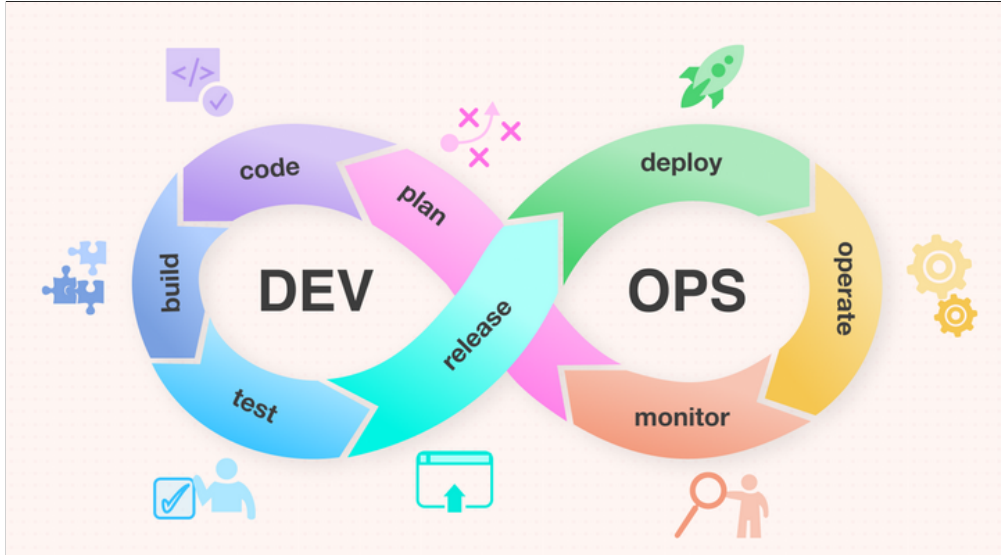 </>
code
plan
deploy
build
DEV
OPS
operate
release
test
monitor